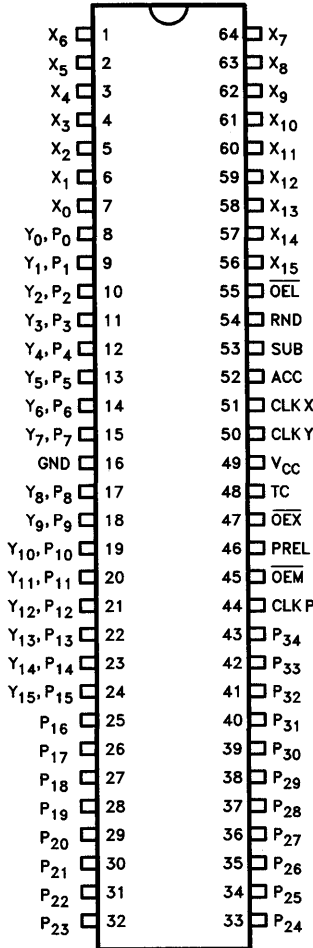 X6 1 64 X7
X5 2 63 X8
X4 3 62 X9
X3 4 61 X10
X2 5 60 X11
X1 6 59 X12
X0 7 58 X13
Y0, P0 8 57 X14
Y1, P1 9 56 X15
Y2, P2 10 55 O̅E̅L̅
Y3, P3 11 54 RND
Y4, P4 12 53 SUB
Y5, P5 13 52 ACC
Y6, P6 14 51 CLKX
Y7, P7 15 50 CLKY
GND 16 49 VCC
Y8, P8 17 48 TC
Y9, P9 18 47 O̅E̅X̅
Y10, P10 19 46 PREL
Y11, P11 20 45 O̅E̅M̅
Y12, P12 21 44 CLKP
Y13, P13 22 43 P34
Y14, P14 23 42 P33
Y15, P15 24 41 P32
P16 25 40 P31
P17 26 39 P30
P18 27 38 P29
P19 28 37 P28
P20 29 36 P27
P21 30 35 P26
P22 31 34 P25
P23 32 33 P24